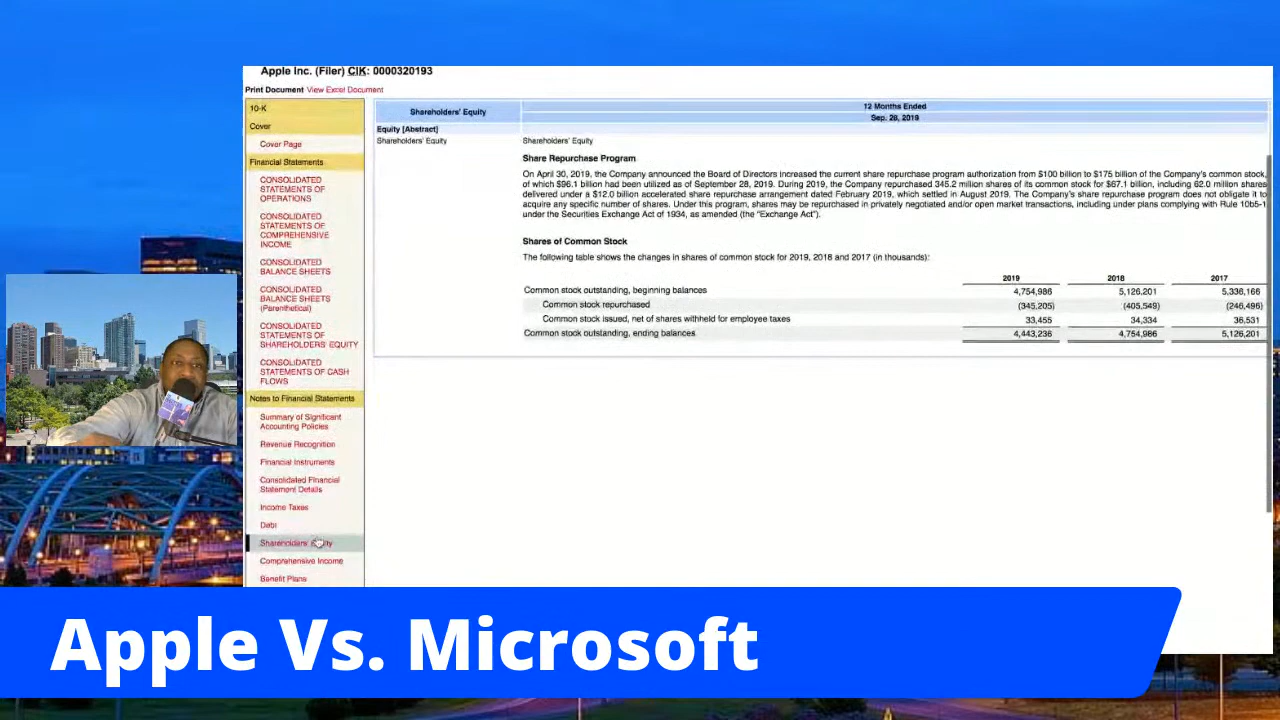 Apple Inc. (Filer) CIK: 0000320193
Print Document View Excel Document
10-K
Cover
Cover Page
Financial Statements
CONSOLIDATED
STATEMENTS OF
OPERATIONS
CONSOLIDATED
STATEMENTS OF
COMPREHENSIVE
INCOME
CONSOLIDATED
BALANCE SHEETS
CONSOLIDATED
BALANCE SHEETS
(Parenthetical)
CONSOLIDATED
STATEMENTS OF
SHAREHOLDERS' EQUITY
CONSOLIDATED
STATEMENTS OF CASH
FLOWS
Notes to Financial Statements
Summary of Significant
Accounting Policies
Revenue Recognition
Financial Instruments
Consolidated Financial
Statement Details
Income Taxes
Debt
Shareholders' Equity
Comprehensive Income
Benefit Plans
Shareholders' Equity
12 Months Ended
Sep. 28, 2019
Equity [Abstract]
Shareholders' Equity Shareholders' Equity
Share Repurchase Program
On April 30, 2019, the Company announced the Board of Directors increased the current share repurchase program authorization from $100 billion to $175 billion of the Company's common stock,
of which $96.1 billion had been utilized as of September 28, 2019. During 2019, the Company repurchased 345.2 million shares of its common stock for $67.1 billion, including 62.0 million shares
delivered under a $12.0 billion accelerated share repurchase arrangement dated February 2019, which settled in August 2019. The Company's share repurchase program does not obligate it to
acquire any specific number of shares. Under this program, shares may be repurchased in privately negotiated and/or open market transactions, including under plans complying with Rule 10b5-1
under the Securities Exchange Act of 1934, as amended (the "Exchange Act").
Shares of Common Stock
The following table shows the changes in shares of common stock for 2019, 2018 and 2017 (in thousands):
2019 2018 2017
Common stock outstanding, beginning balances 4,754,986 5,126,201 5,336,166
Common stock repurchased (345,205) (405,549) (246,496)
Common stock issued, net of shares withheld for employee taxes 33,455 34,334 36,531
Common stock outstanding, ending balances 4,443,236 4,754,986 5,126,201
Apple Vs. Microsoft